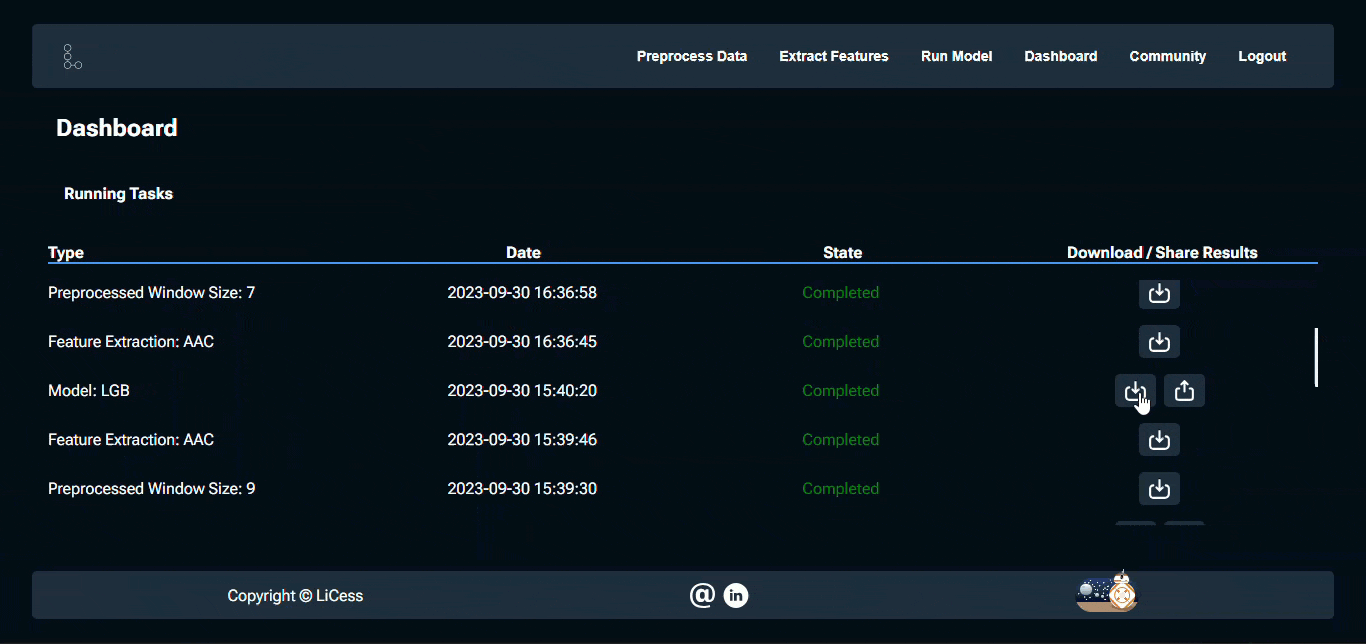 Preprocess Data Extract Features Run Model Dashboard Community Logout
Dashboard
Running Tasks
Type Date State Download / Share Results
Preprocessed Window Size: 7 2023-09-30 16:36:58 Completed
Feature Extraction: AAC 2023-09-30 16:36:45 Completed
Model: LGB 2023-09-30 15:40:20 Completed
Feature Extraction: AAC 2023-09-30 15:39:46 Completed
Preprocessed Window Size: 9 2023-09-30 15:39:30 Completed
Copyright © LiCess @ in